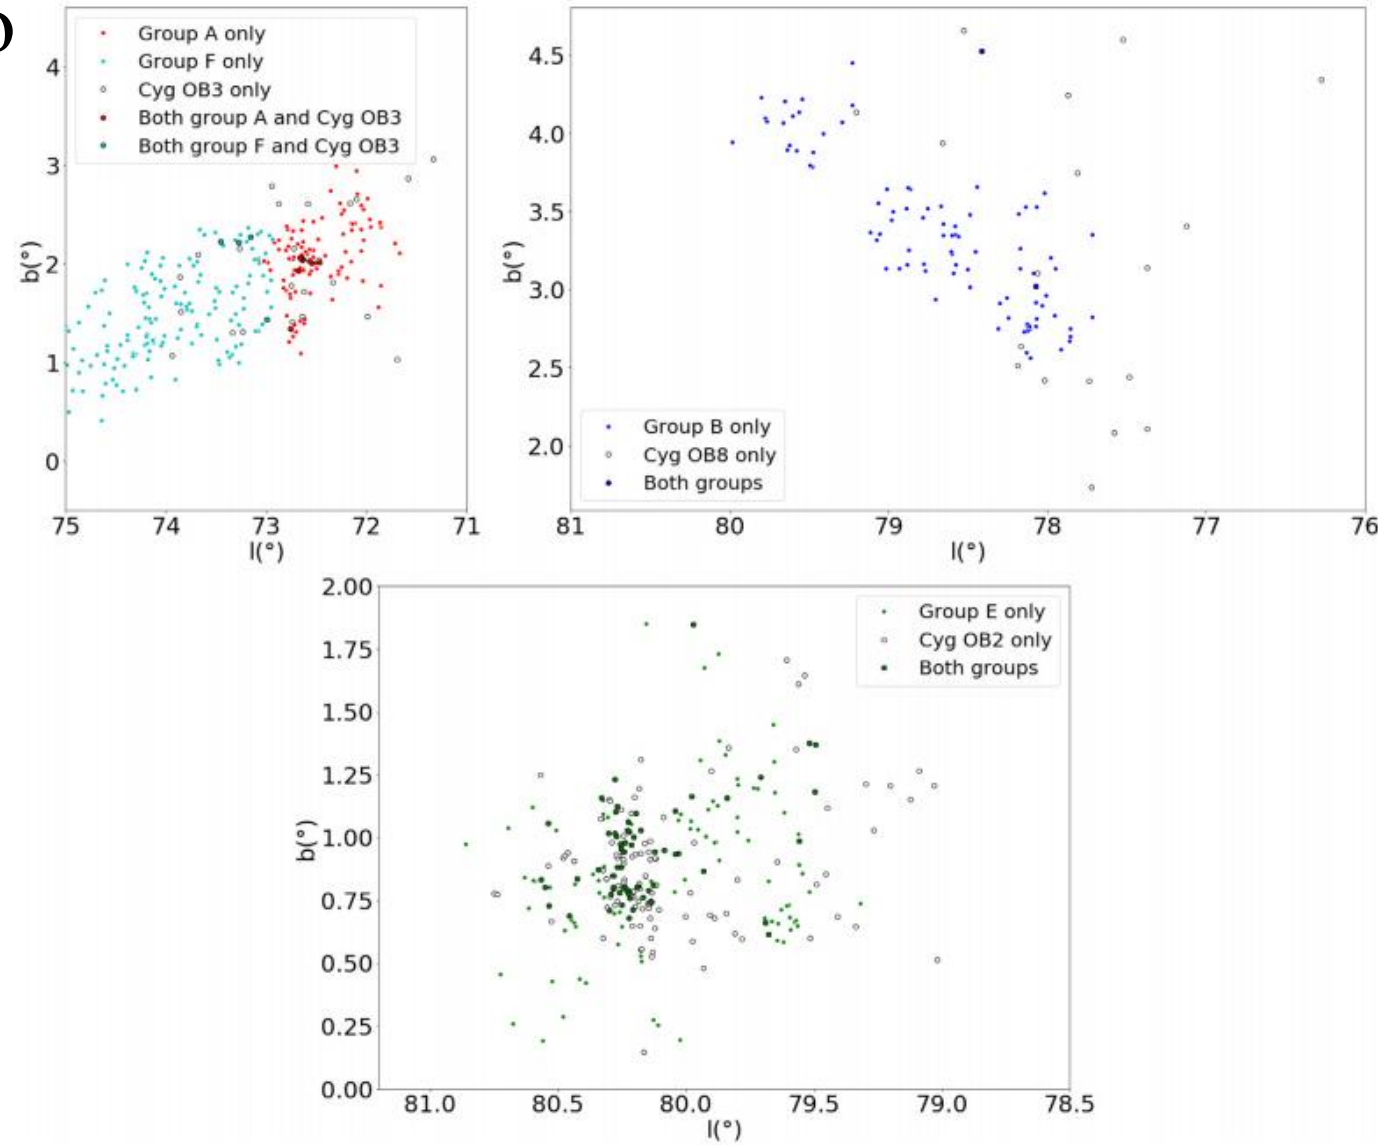 )
Group A only
Group F only
Cyg OB3 only
Both group A and Cyg OB3
Both group F and Cyg OB3
4
3
2
1
0
b(°)
75 74 73 72 71
l(°)
4.5
4.0
3.5
3.0
2.5
2.0
b(°)
Group B only
Cyg OB8 only
Both groups
81 80 79 78 77 76
l(°)
2.00
1.75
1.50
1.25
1.00
0.75
0.50
0.25
0.00
b(°)
Group E only
Cyg OB2 only
Both groups
81.0 80.5 80.0 79.5 79.0 78.5
l(°)